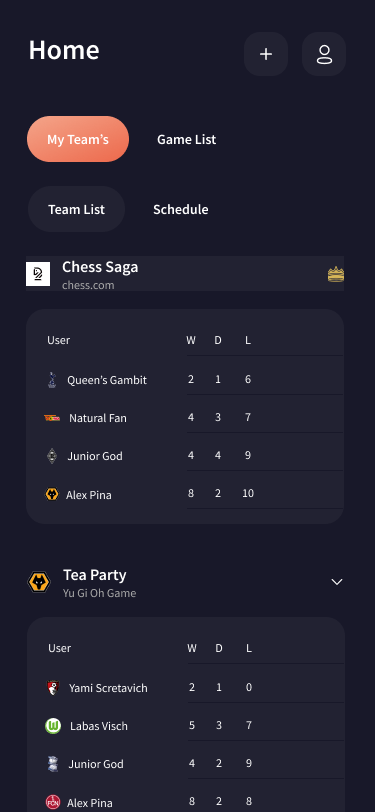 Home
My Team's
Game List
Team List
Schedule
Chess Saga
chess.com
User W D L
Queen's Gambit 2 1 6
Natural Fan 4 3 7
Junior God 4 4 9
Alex Pina 8 2 10
Tea Party
Yu Gi Oh Game
User W D L
Yami Scretavich 2 1 0
Labas Visch 5 3 7
Junior God 4 2 9
Alex Pina 8 2 8